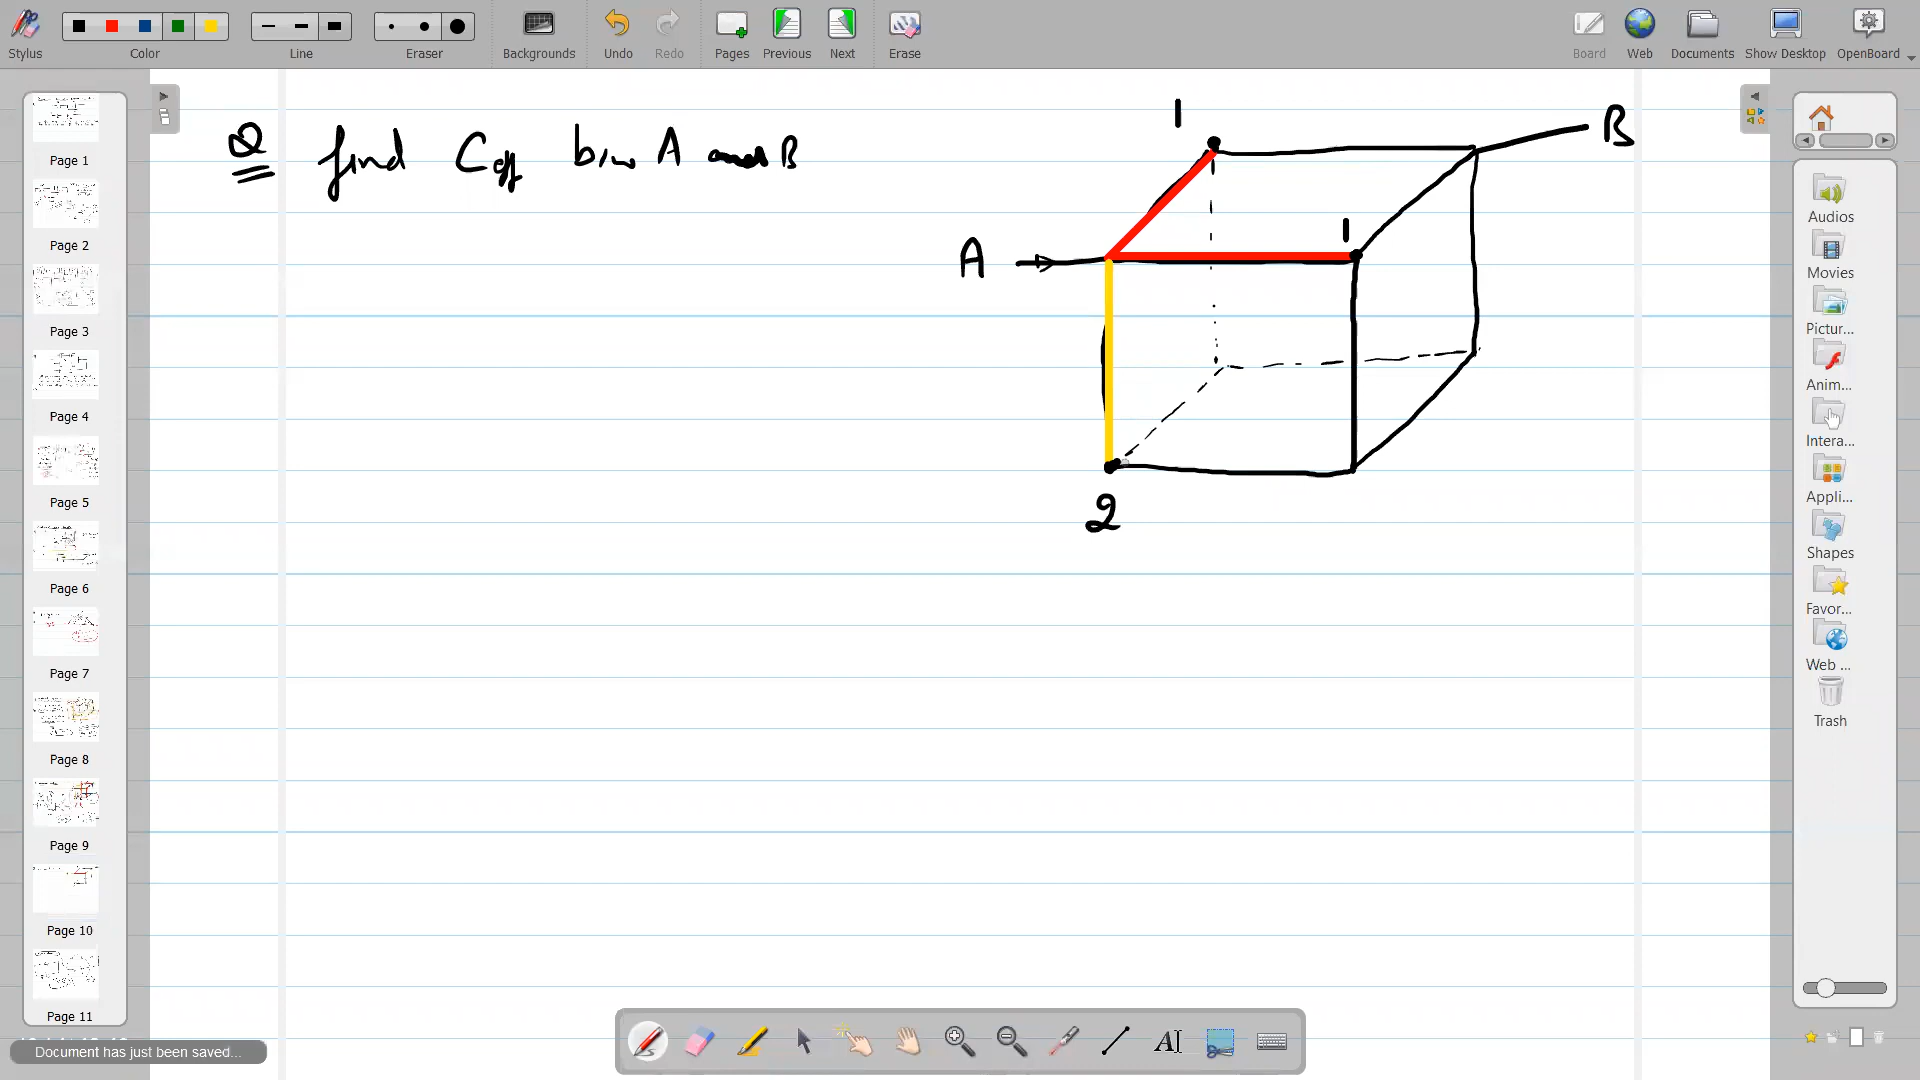 Stylus
Color
Line
Eraser
Backgrounds
Undo
Redo
Pages
Previous
Next
Erase
Board
Web
Documents
Show Desktop
OpenBoard
Q find Ceff b/w A and B
1
B
1
A
2
Page 1
Page 2
Page 3
Page 4
Page 5
Page 6
Page 7
Page 8
Page 9
Page 10
Page 11
Document has just been saved...
Audios
Movies
Pictur...
Anim...
Intera...
Appli...
Shapes
Favor...
Web ...
Trash